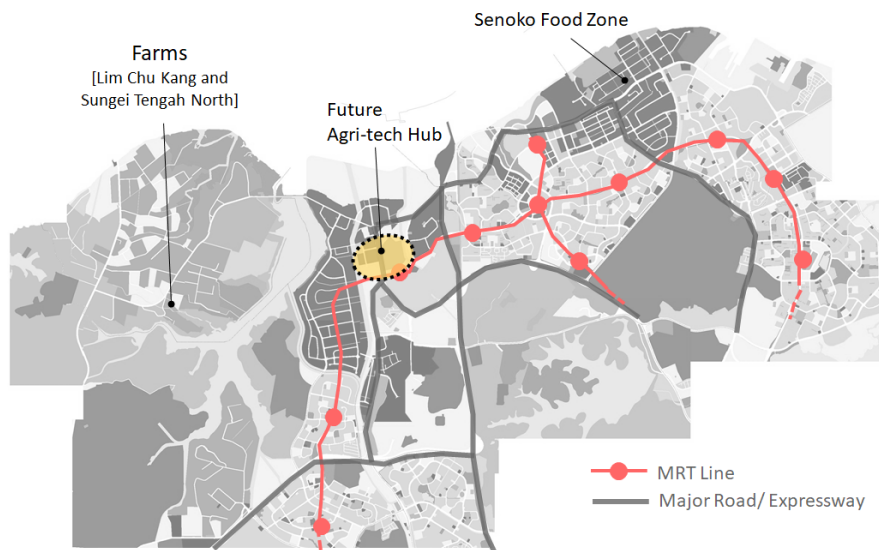 Senoko Food Zone
Farms
[Lim Chu Kang and
Sungei Tengah North]
Future
Agri-tech Hub
MRT Line
Major Road/ Expressway